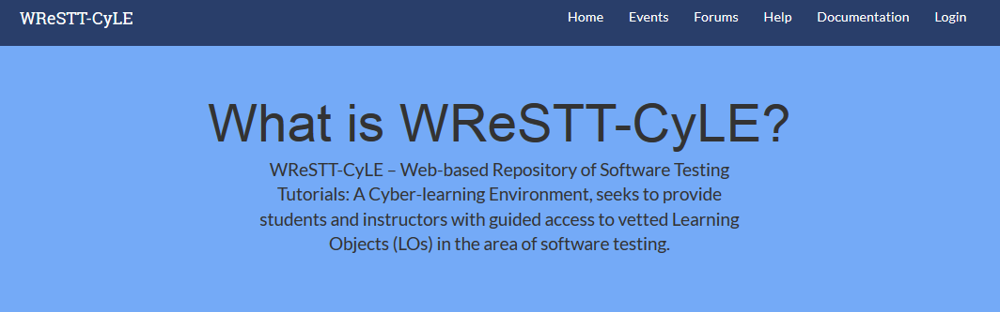 WReSTT-CyLE
Home Events Forums Help Documentation Login
What is WReSTT-CyLE?
WReSTT-CyLE – Web-based Repository of Software Testing
Tutorials: A Cyber-learning Environment, seeks to provide
students and instructors with guided access to vetted Learning
Objects (LOs) in the area of software testing.